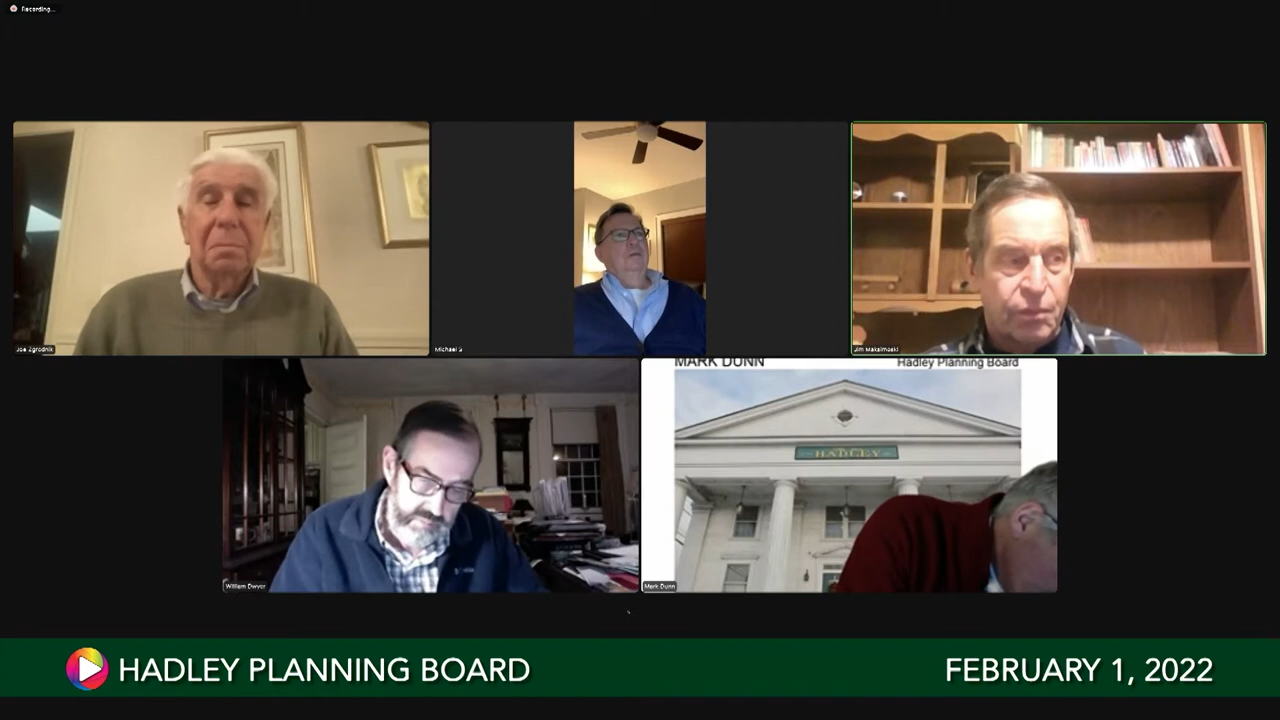 Recording...
Joe Zgrodnik
Michael S
Jim Maksimoski
MARK DUNN
Hadley Planning Board
HADLEY
William Dwyer
Mark Dunn
HADLEY PLANNING BOARD
FEBRUARY 1, 2022